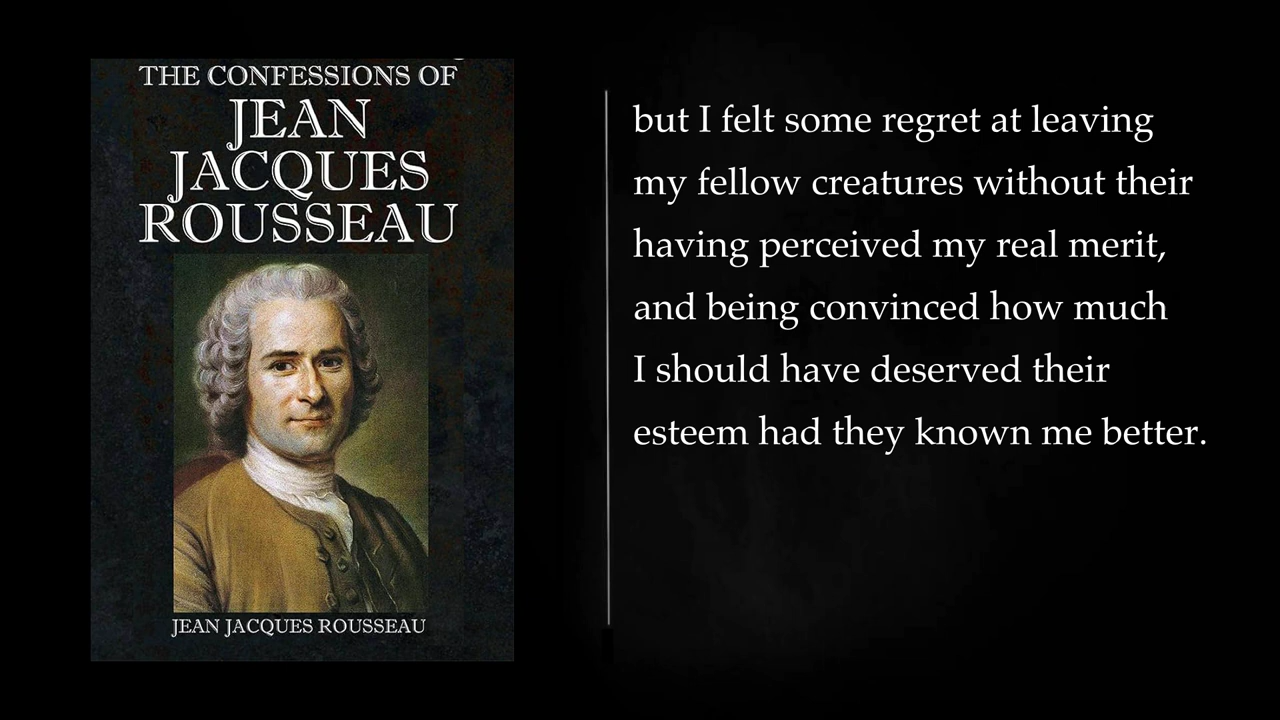 THE CONFESSIONS OF
JEAN
JACQUES
ROUSSEAU
JEAN JACQUES ROUSSEAU
but I felt some regret at leaving
my fellow creatures without their
having perceived my real merit,
and being convinced how much
I should have deserved their
esteem had they known me better.